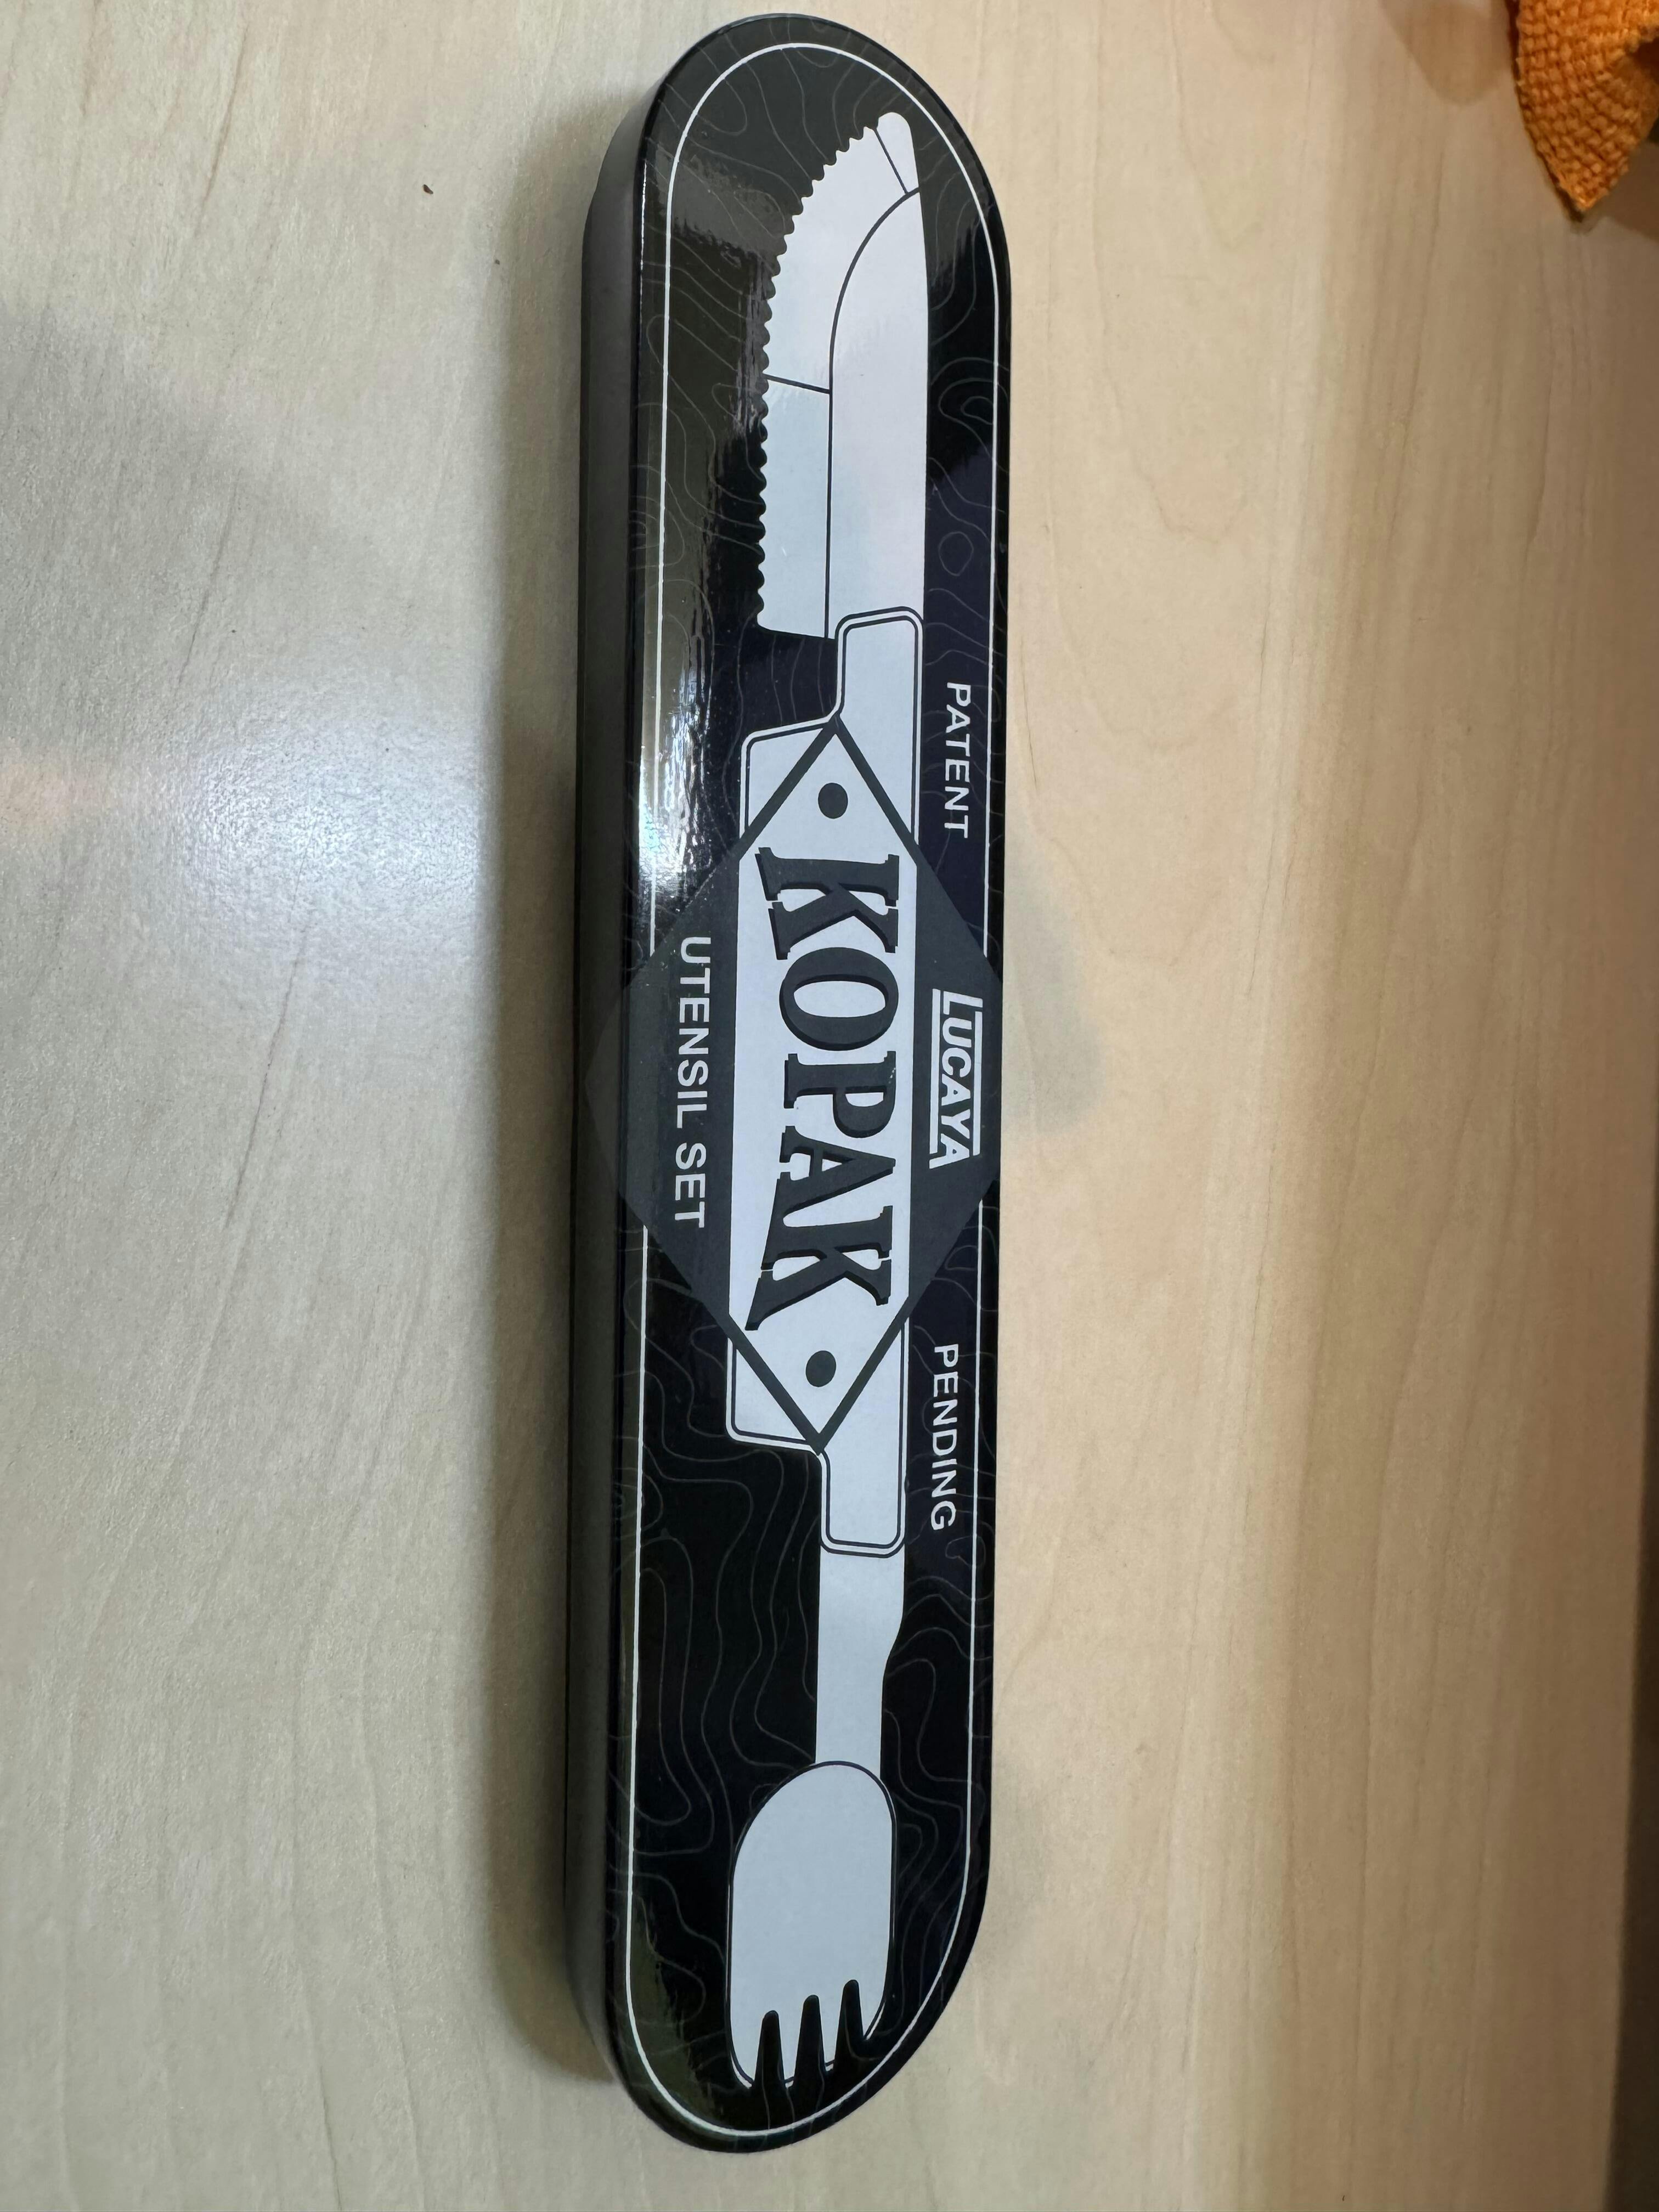 PATENT
LUCAYA
PENDING
KOPAK
UTENSIL SET